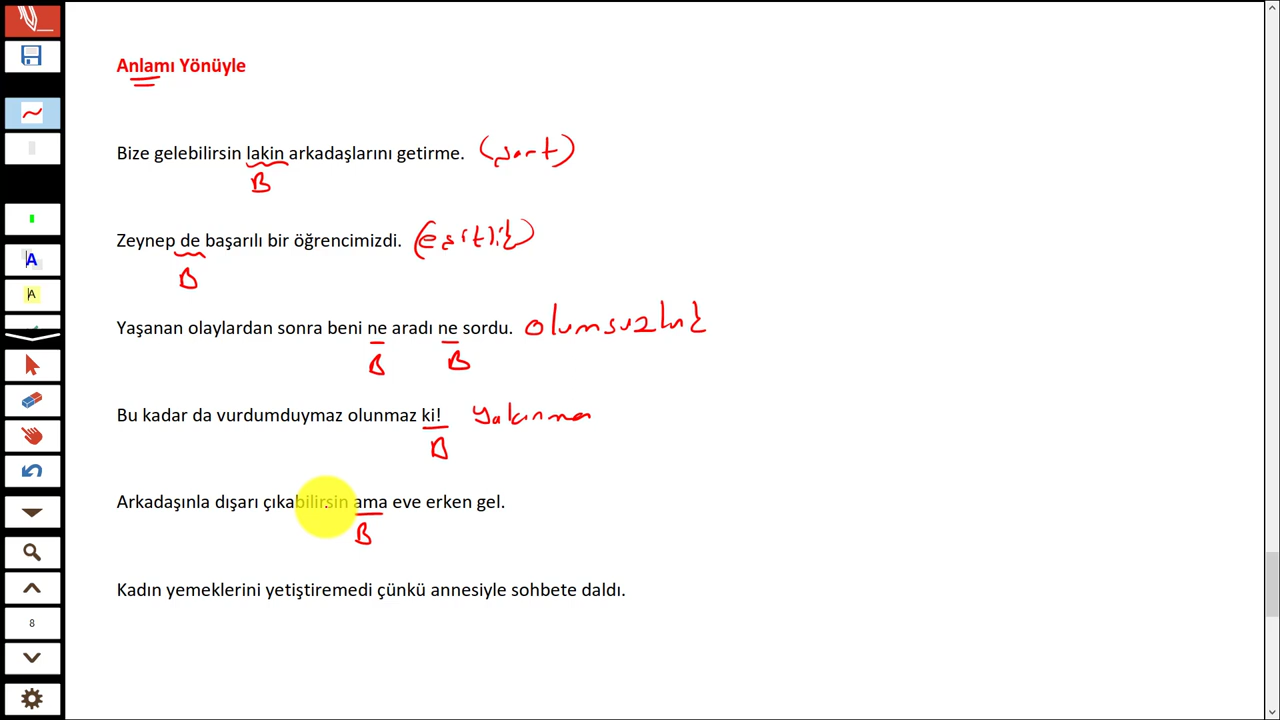 Anlamı Yönüyle
Bize gelebilirsin lakin arkadaşlarını getirme. (şart)
B
Zeynep de başarılı bir öğrencimizdi. (eşitlik)
B
Yaşanan olaylardan sonra beni ne aradı ne sordu. olumsuzluk
B B
Bu kadar da vurdumduymaz olunmaz ki! yakınma
B
Arkadaşınla dışarı çıkabilirsin ama eve erken gel.
B
Kadın yemeklerini yetiştiremedi çünkü annesiyle sohbete daldı.
A
A
8